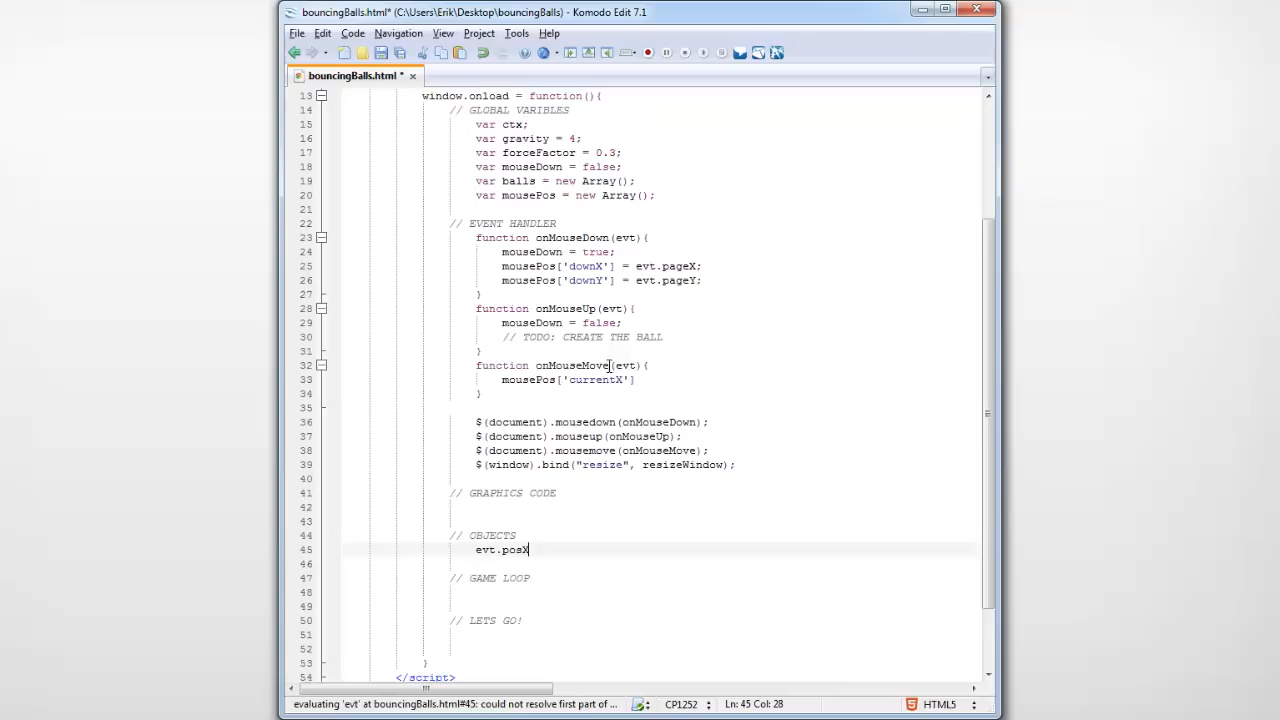 bouncingBalls.html* (C:\Users\Erik\Desktop\bouncingBalls) - Komodo Edit 7.1
File Edit Code Navigation View Project Tools Help
bouncingBalls.html *
13 window.onload = function(){
14 // GLOBAL VARIBLES
15 var ctx;
16 var gravity = 4;
17 var forceFactor = 0.3;
18 var mouseDown = false;
19 var balls = new Array();
20 var mousePos = new Array();
21
22 // EVENT HANDLER
23 function onMouseDown(evt){
24 mouseDown = true;
25 mousePos['downX'] = evt.pageX;
26 mousePos['downY'] = evt.pageY;
27 }
28 function onMouseUp(evt){
29 mouseDown = false;
30 // TODO: CREATE THE BALL
31 }
32 function onMouseMove(evt){
33 mousePos['currentX']
34 }
35
36 $(document).mousedown(onMouseDown);
37 $(document).mouseup(onMouseUp);
38 $(document).mousemove(onMouseMove);
39 $(window).bind("resize", resizeWindow);
40
41 // GRAPHICS CODE
42
43
44 // OBJECTS
45 evt.posX
46
47 // GAME LOOP
48
49
50 // LETS GO!
51
52
53 }
54 </script>
evaluating 'evt' at bouncingBalls.html#45: could not resolve first part of ... CP1252 Ln: 45 Col: 28 HTML5